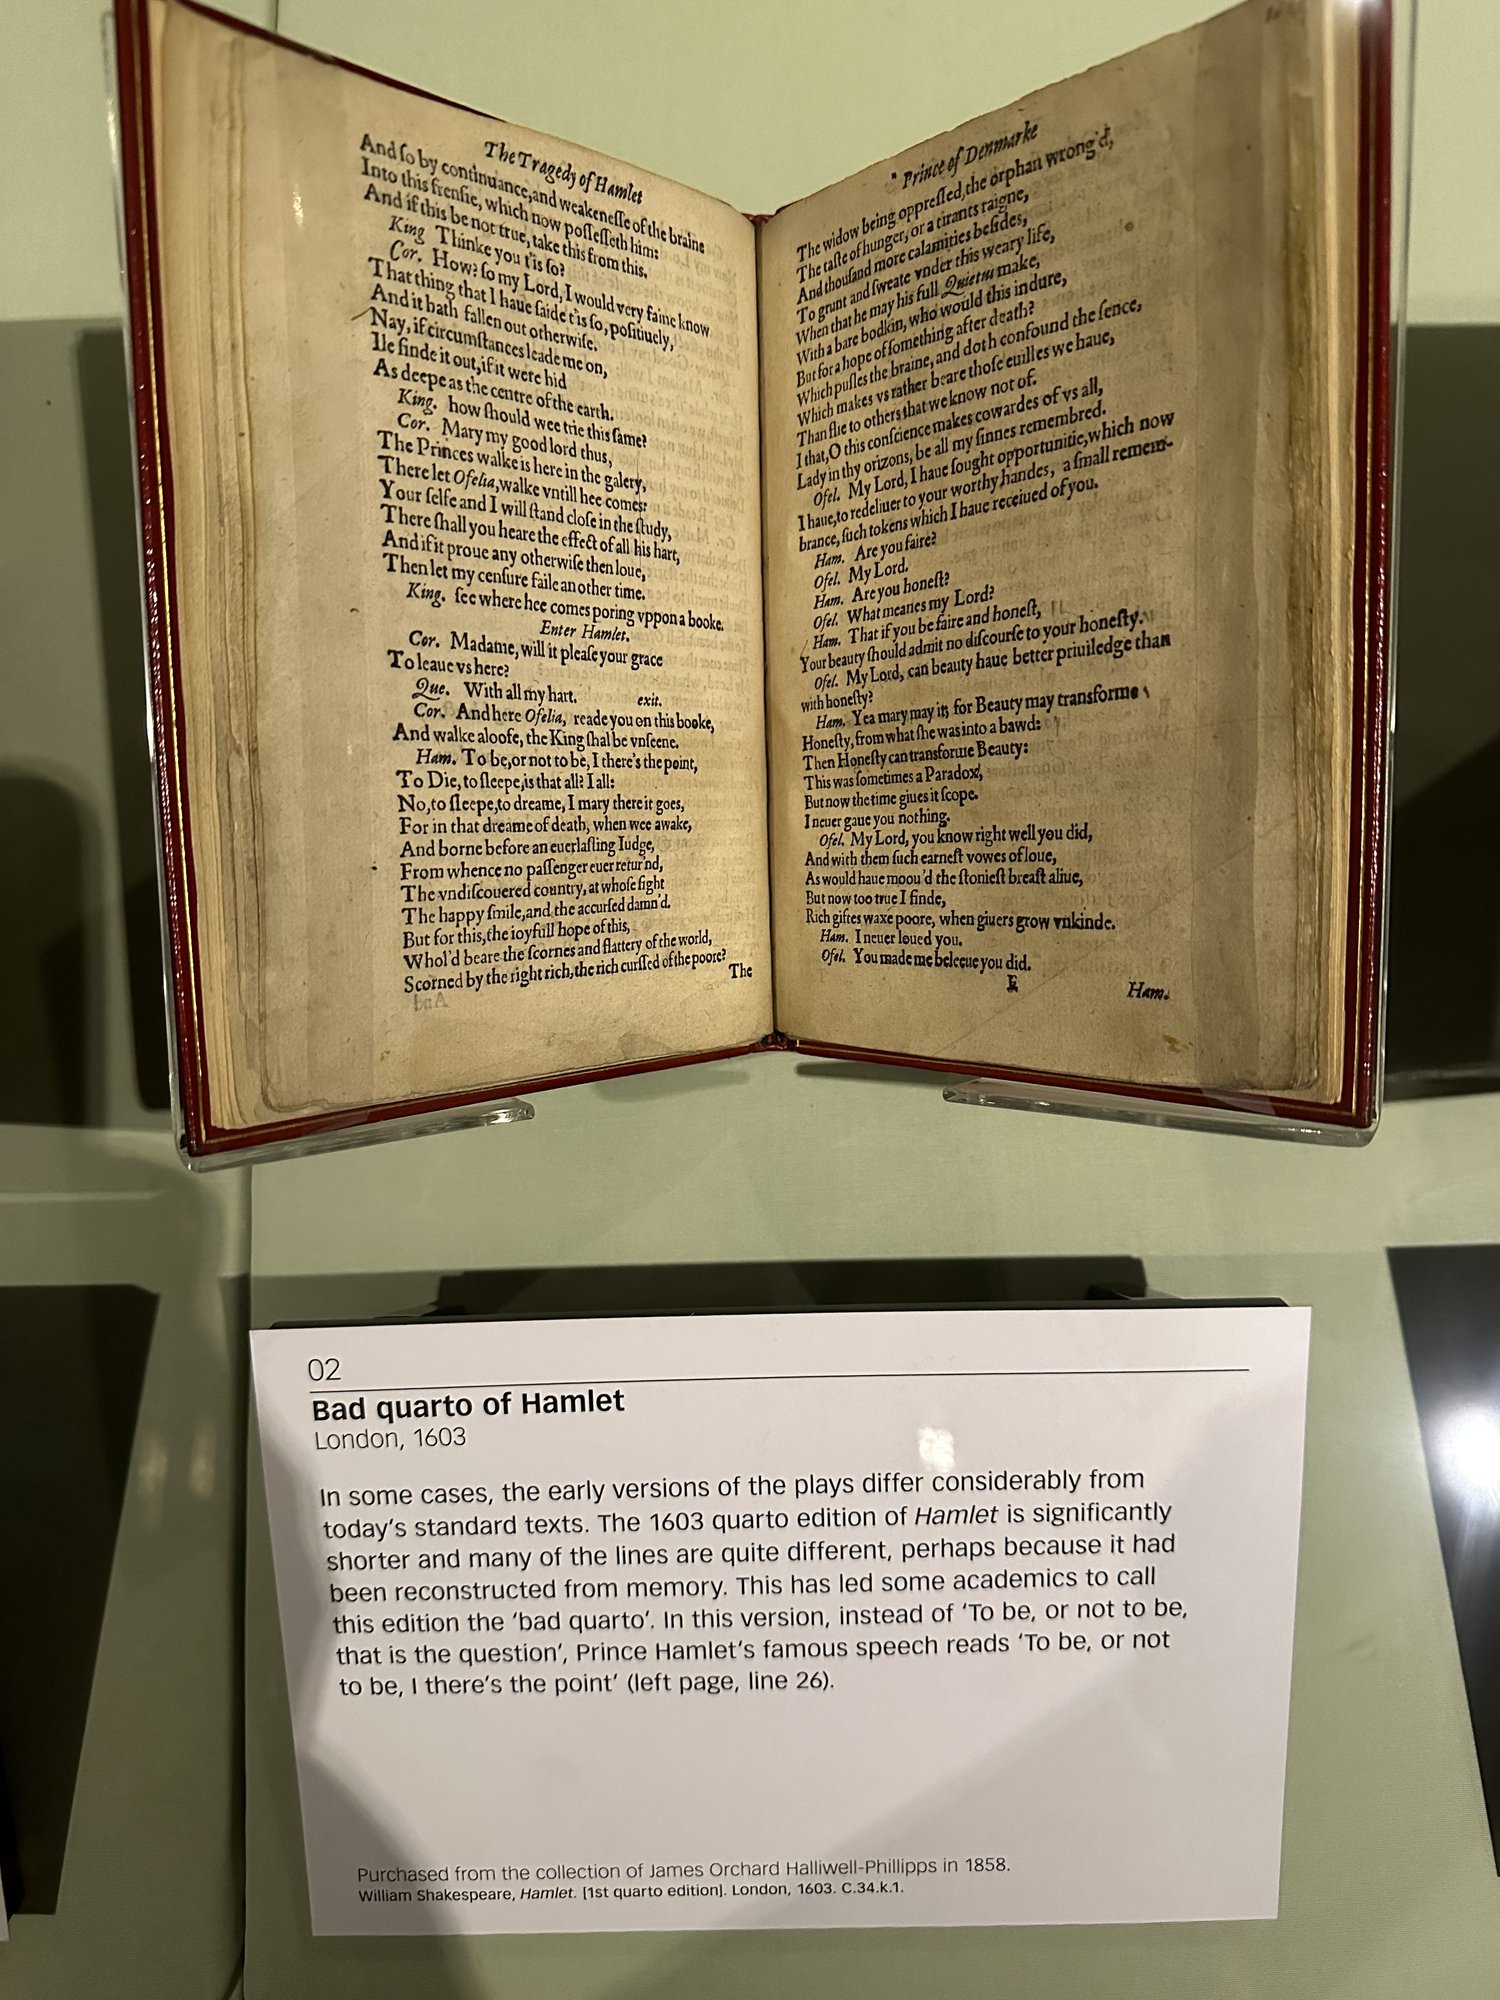 The Tragedy of Hamlet
And ſo by continuance, and weakeneſſe of the braine
Into this frenſie, which now poſſeſſeth him:
And if this be not true, take this from this.
King Thinke you t'is ſo?
Cor. How? ſo my Lord, I would very faine know
That thing that I haue ſaide t'is ſo, poſitiuely,
And it hath fallen out otherwiſe.
Nay, if circumſtances leade me on,
Ile finde it out, if it were hid
As deepe as the centre of the earth.
King. how ſhould wee trie this ſame?
Cor. Mary my good lord thus,
The Princes walke is here in the galery,
There let Ofelia, walke vntill hee comes:
Your ſelfe and I will ſtand cloſe in the ſtudy,
There ſhall you heare the effect of all his hart,
And if it proue any otherwiſe then loue,
Then let my cenſure faile an other time.
King. ſee where hee comes poring vppon a booke.
Enter Hamlet.
Cor. Madame, will it pleaſe your grace
To leaue vs here?
Que. With all my hart. exit.
Cor. And here Ofelia, reade you on this booke,
And walke aloofe, the King ſhal be vnſeene.
Ham. To be, or not to be, I there's the point,
To Die, to ſleepe, is that all? I all:
No, to ſleepe, to dreame, I mary there it goes,
For in that dreame of death, when wee awake,
And borne before an euerlaſting Iudge,
From whence no paſſenger euer retur'nd,
The vndiſcouered country, at whoſe ſight
The happy ſmile, and the accurſed damn'd.
But for this, the ioyfull hope of this,
Whol'd beare the ſcornes and flattery of the world,
Scorned by the right rich, the rich curſſed of the poore?
The
Prince of Denmarke
The widow being oppreſſed, the orphan wrong'd,
The taſte of hunger, or a tirants raigne,
And thouſand more calamities beſides,
To grunt and ſweate vnder this weary life,
When that he may his full Quietus make,
With a bare bodkin, who would this indure,
But for a hope of ſomething after death?
Which puſles the braine, and doth confound the ſence,
Which makes vs rather beare thoſe euilles we haue,
Than flie to others that we know not of.
I that, O this conſcience makes cowardes of vs all,
Lady in thy orizons, be all my ſinnes remembred.
Ofel. My Lord, I haue ſought opportunitie, which now
I haue, to redeliuer to your worthy handes, a ſmall remem-
brance, ſuch tokens which I haue receiued of you.
Ham. Are you faire?
Ofel. My Lord.
Ham. Are you honeſt?
Ofel. What meanes my Lord?
Ham. That if you be faire and honeſt,
Your beauty ſhould admit no diſcourſe to your honeſty.
Ofel. My Lord, can beauty haue better priuiledge than
with honeſty?
Ham. Yea mary may it; for Beauty may transforme
Honeſty, from what ſhe was into a bawd:
Then Honeſty can transforme Beauty:
This was ſometimes a Paradox,
But now the time giues it ſcope.
I neuer gaue you nothing.
Ofel. My Lord, you know right well you did,
And with them ſuch earneſt vowes of loue,
As would haue moou'd the ſtonieſt breaſt aliue,
But now too true I finde,
Rich giftes waxe poore, when giuers grow vnkinde.
Ham. I neuer loued you.
Ofel. You made me beleeue you did.
E Ham.
02
Bad quarto of Hamlet
London, 1603
In some cases, the early versions of the plays differ considerably from
today's standard texts. The 1603 quarto edition of Hamlet is significantly
shorter and many of the lines are quite different, perhaps because it had
been reconstructed from memory. This has led some academics to call
this edition the 'bad quarto'. In this version, instead of 'To be, or not to be,
that is the question', Prince Hamlet's famous speech reads 'To be, or not
to be, I there's the point' (left page, line 26).
Purchased from the collection of James Orchard Halliwell-Phillipps in 1858.
William Shakespeare, Hamlet. [1st quarto edition]. London, 1603. C.34.k.1.